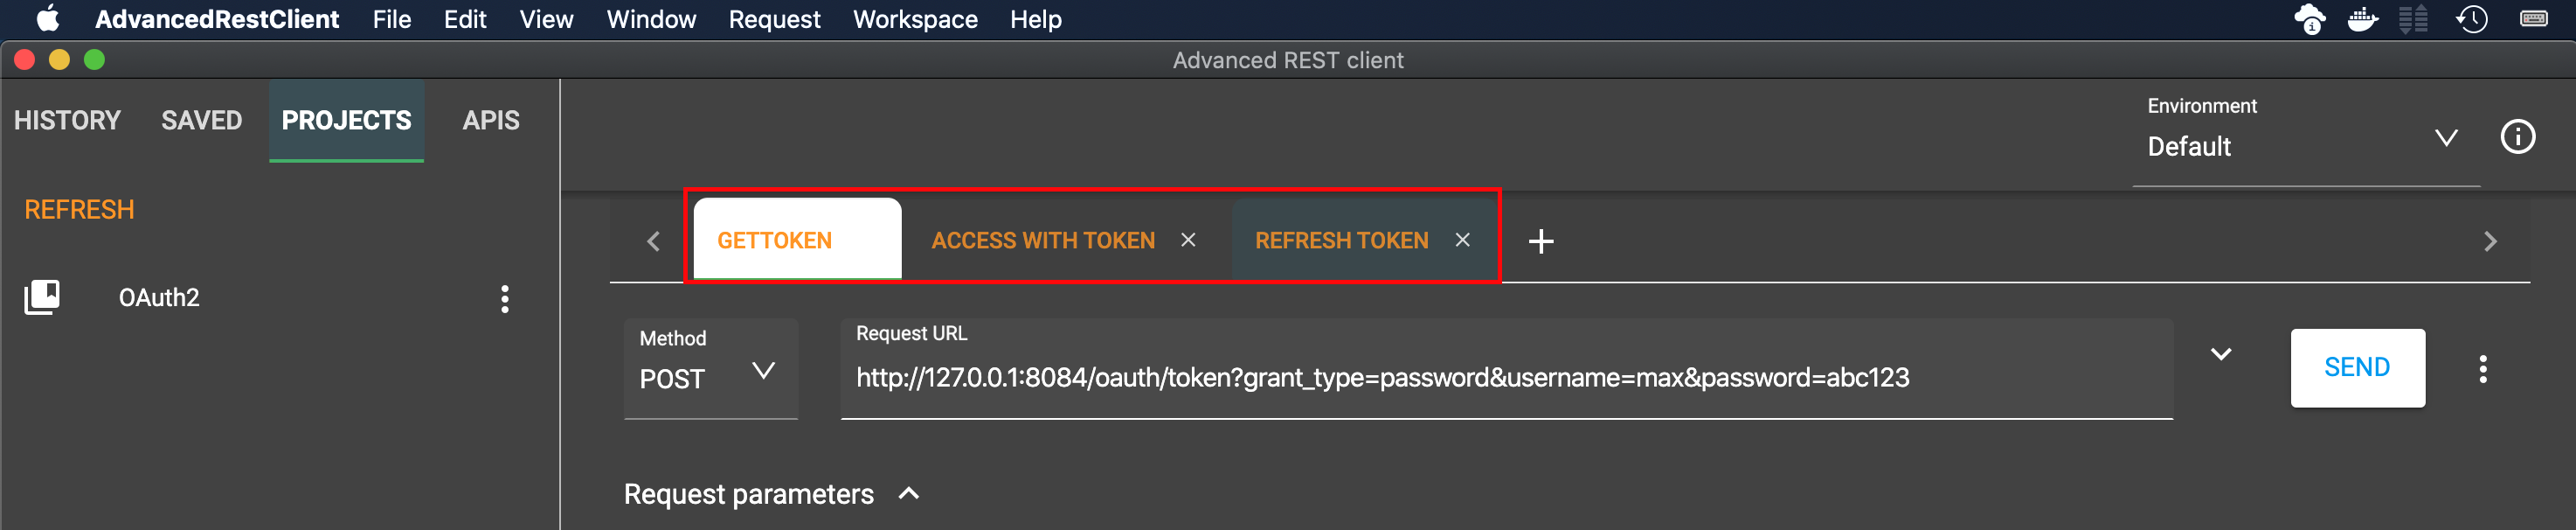 AdvancedRestClient File Edit View Window Request Workspace Help
Advanced REST client
HISTORY SAVED PROJECTS APIS
Environment
Default
REFRESH
GETTOKEN ACCESS WITH TOKEN REFRESH TOKEN
OAuth2
Method
POST
Request URL
http://127.0.0.1:8084/oauth/token?grant_type=password&username=max&password=abc123
SEND
Request parameters